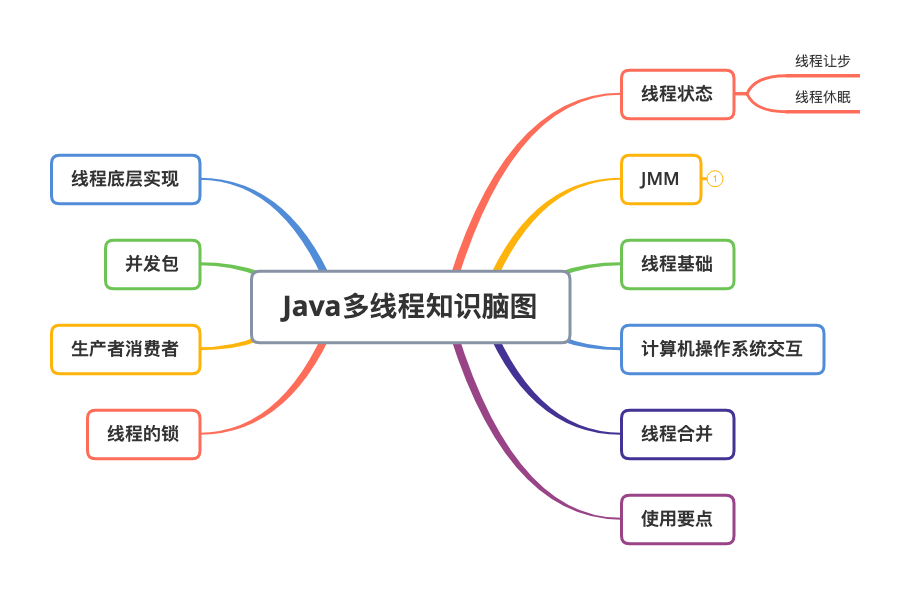 Java多线程知识脑图
线程状态
线程让步
线程休眠
JMM
1
线程基础
计算机操作系统交互
线程合并
使用要点
线程底层实现
并发包
生产者消费者
线程的锁